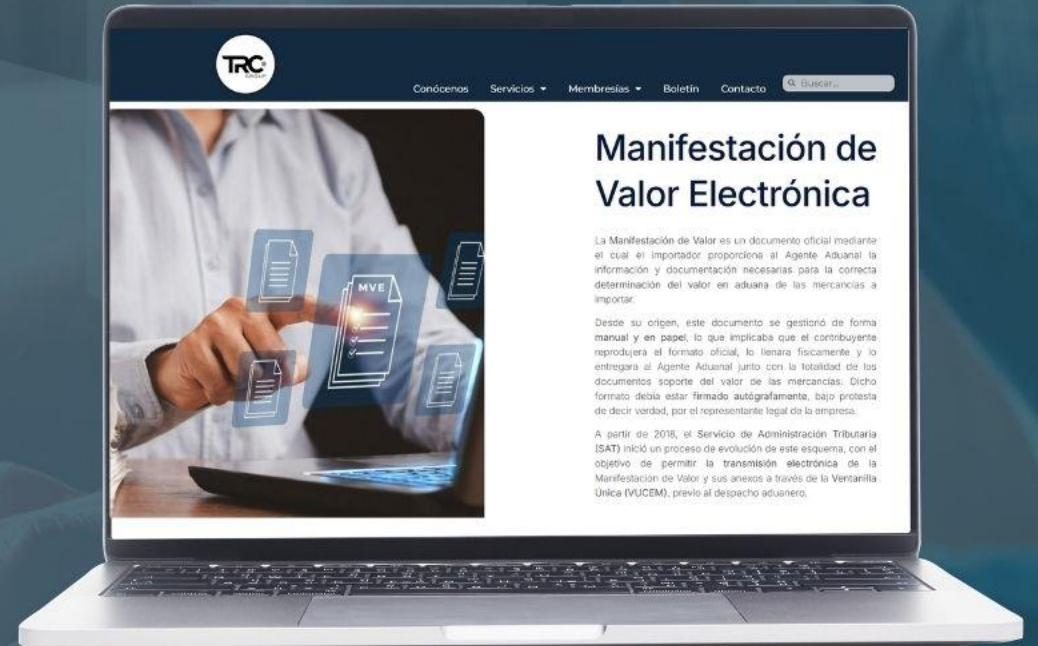 TRC
GROUP
Conócenos Servicios Membresías Boletín Contacto Buscar...
MVE
Manifestación de
Valor Electrónica
La Manifestación de Valor es un documento oficial mediante
el cual el importador proporciona al Agente Aduanal la
información y documentación necesarias para la correcta
determinación del valor en aduana de las mercancías a
importar.
Desde su origen, este documento se gestionó de forma
manual y en papel, lo que implicaba que el contribuyente
reprodujera el formato oficial, lo llenara físicamente y lo
entregara al Agente Aduanal junto con la totalidad de los
documentos soporte del valor de las mercancías. Dicho
formato debía estar firmado autógrafamente, bajo protesta
de decir verdad, por el representante legal de la empresa.
A partir de 2018, el Servicio de Administración Tributaria
(SAT) inició un proceso de evolución de este esquema, con el
objetivo de permitir la transmisión electrónica de la
Manifestación de Valor y sus anexos a través de la Ventanilla
Única (VUCEM), previo al despacho aduanero.